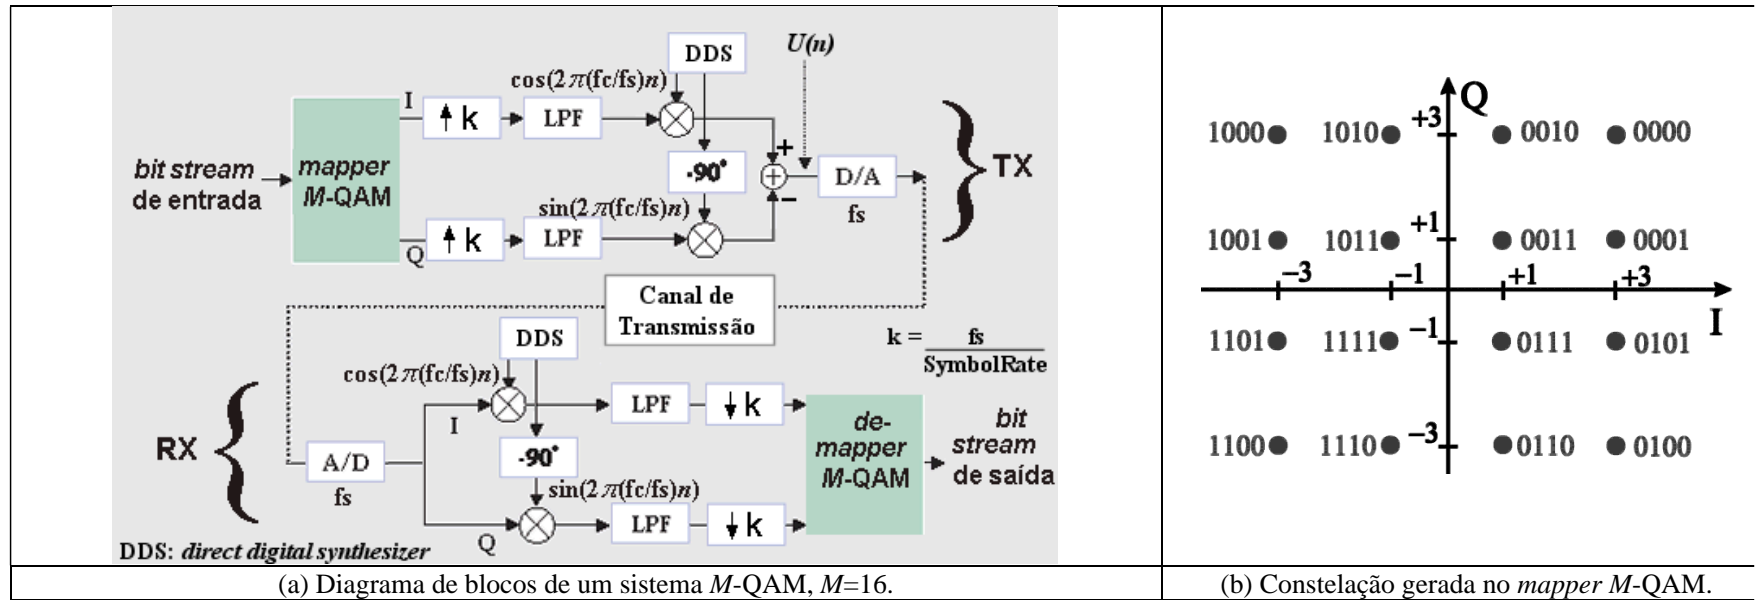 DDS
U(n)
cos(2π(fc/fs)n)
I
↑k
LPF
bit stream
de entrada
mapper
M-QAM
-90°
+
D/A
fs
TX
sin(2π(fc/fs)n)
−
Q
↑k
LPF
Canal de
Transmissão
k = fs
SymbolRate
DDS
cos(2π(fc/fs)n)
I
LPF
↓k
RX
A/D
fs
-90°
de-
mapper
M-QAM
bit
stream
de saída
sin(2π(fc/fs)n)
Q
LPF
↓k
DDS: direct digital synthesizer
(a) Diagrama de blocos de um sistema M-QAM, M=16.
Q
1000 1010 +3 0010 0000
1001 1011 +1 0011 0001
−3 −1 +1 +3
I
1101 1111 −1 0111 0101
1100 1110 −3 0110 0100
(b) Constelação gerada no mapper M-QAM.